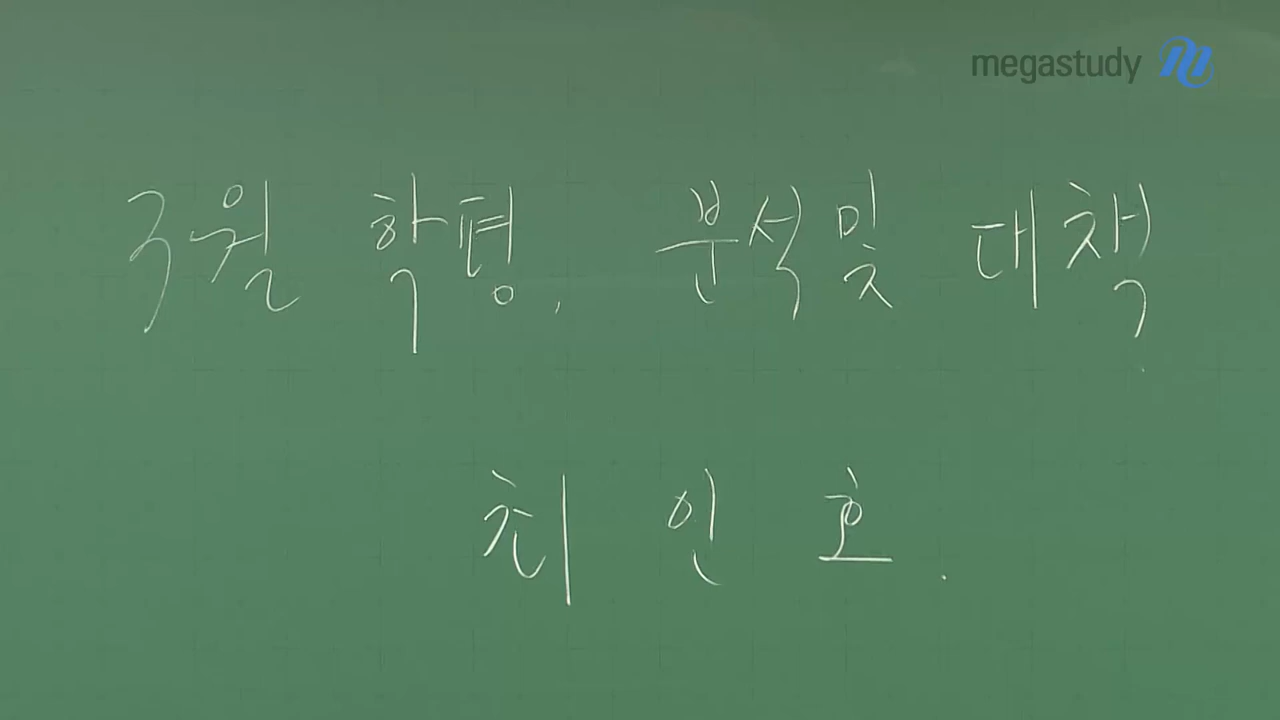 megastudy
3월 학평, 분석 및 대책
최 인 호.